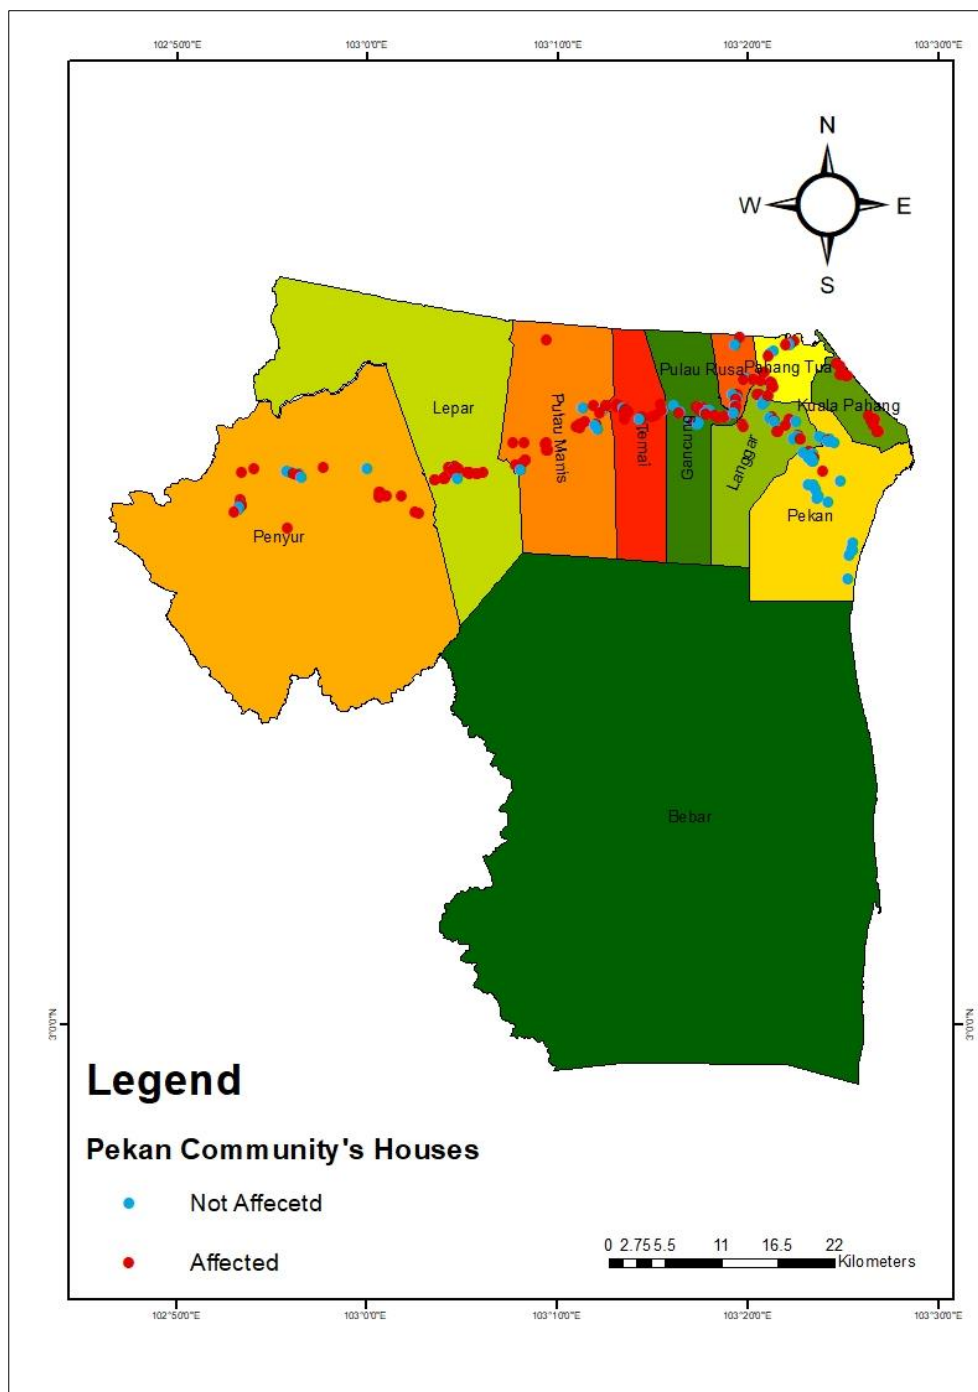 102°50'0"E 103°0'0"E 103°10'0"E 103°20'0"E 103°30'0"E
N
W E
S
Pulau Rusa Pahang Tua
Lepar Kuala Pahang
Pulau Manis
Temai
Gancung
Langgar
Pekan
Penyur
Bebar
3°0'0"N 3°0'0"N
Legend
Pekan Community's Houses
Not Affecetd
Affected
0 2.75 5.5 11 16.5 22
Kilometers
102°50'0"E 103°0'0"E 103°10'0"E 103°20'0"E 103°30'0"E